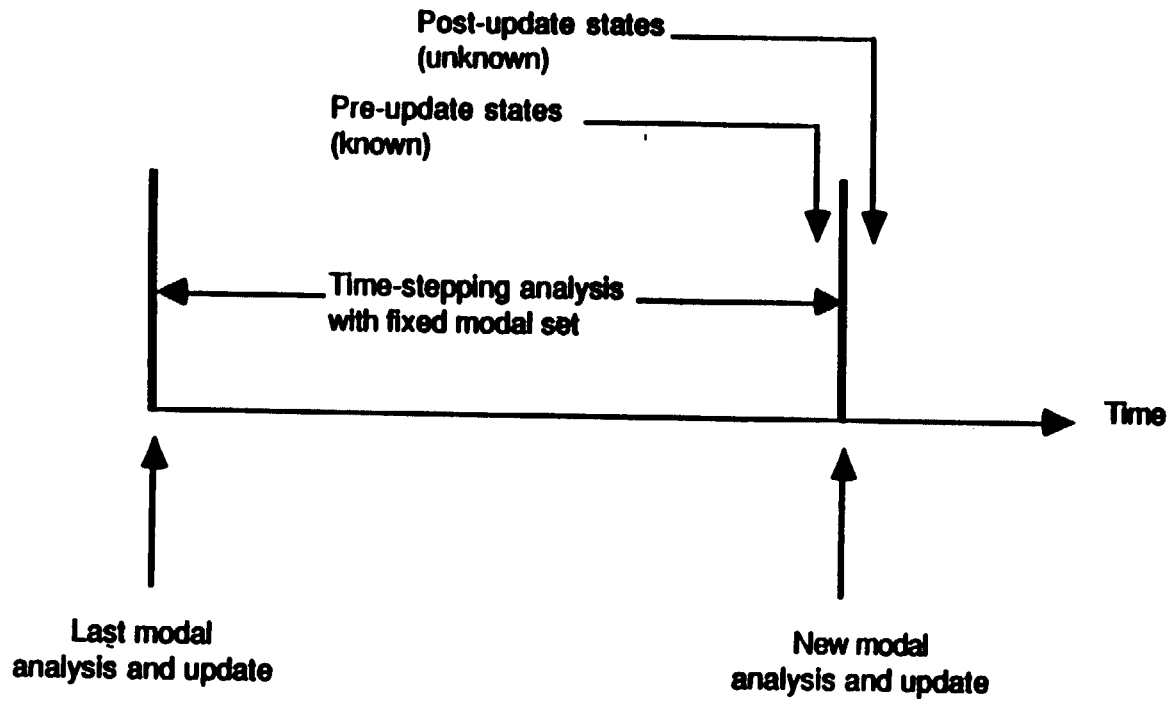 Post-update states
(unknown)
Pre-update states
(known)
Time-stepping analysis
with fixed modal set
Time
Last modal
analysis and update
New modal
analysis and update